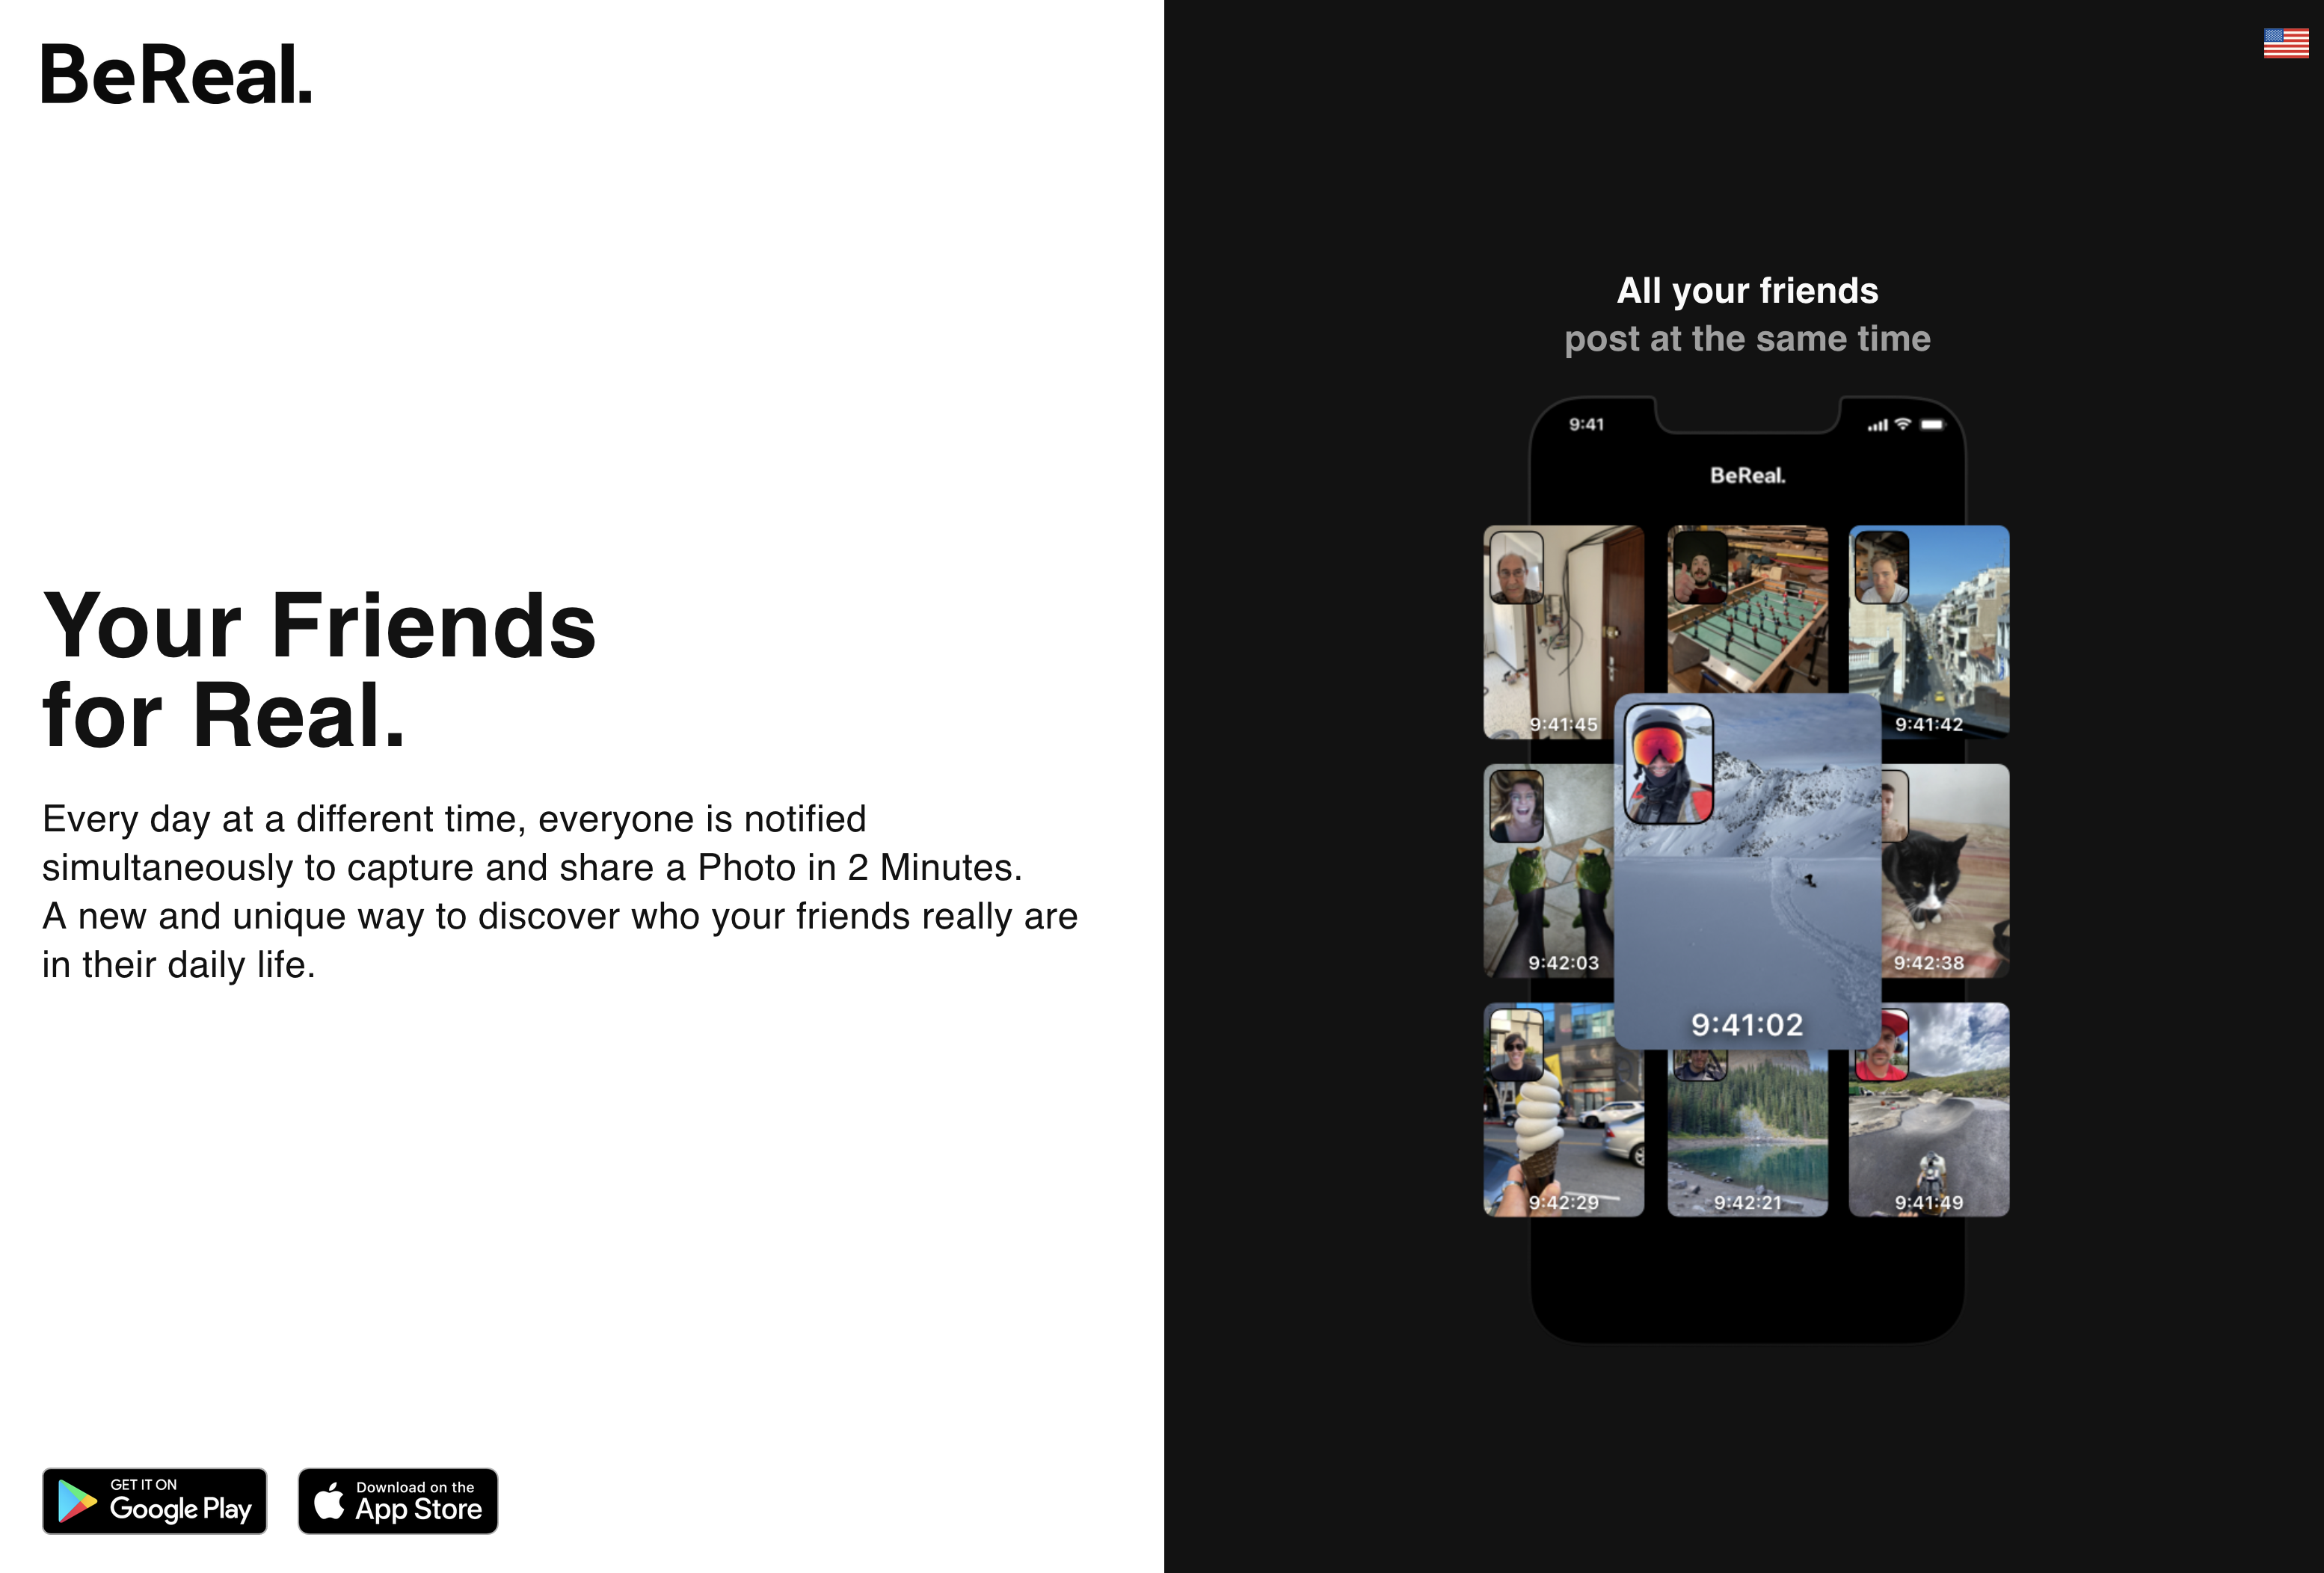 BeReal.
Your Friends
for Real.
Every day at a different time, everyone is notified
simultaneously to capture and share a Photo in 2 Minutes.
A new and unique way to discover who your friends really are
in their daily life.
GET IT ON
Google Play
Download on the
App Store
All your friends
post at the same time
9:41
BeReal.
9:41:45
9:41:42
9:42:03
9:41:02
9:42:38
9:42:29
9:42:21
9:41:49